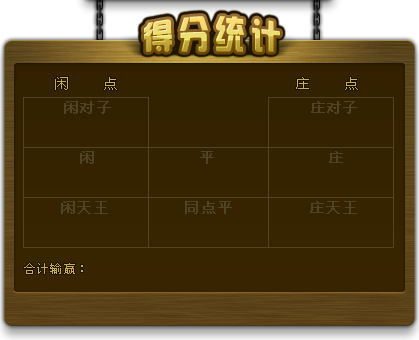 得分统计
闲 点 庄 点
闲对子 庄对子
闲 平 庄
闲天王 同点平 庄天王
合计输赢：